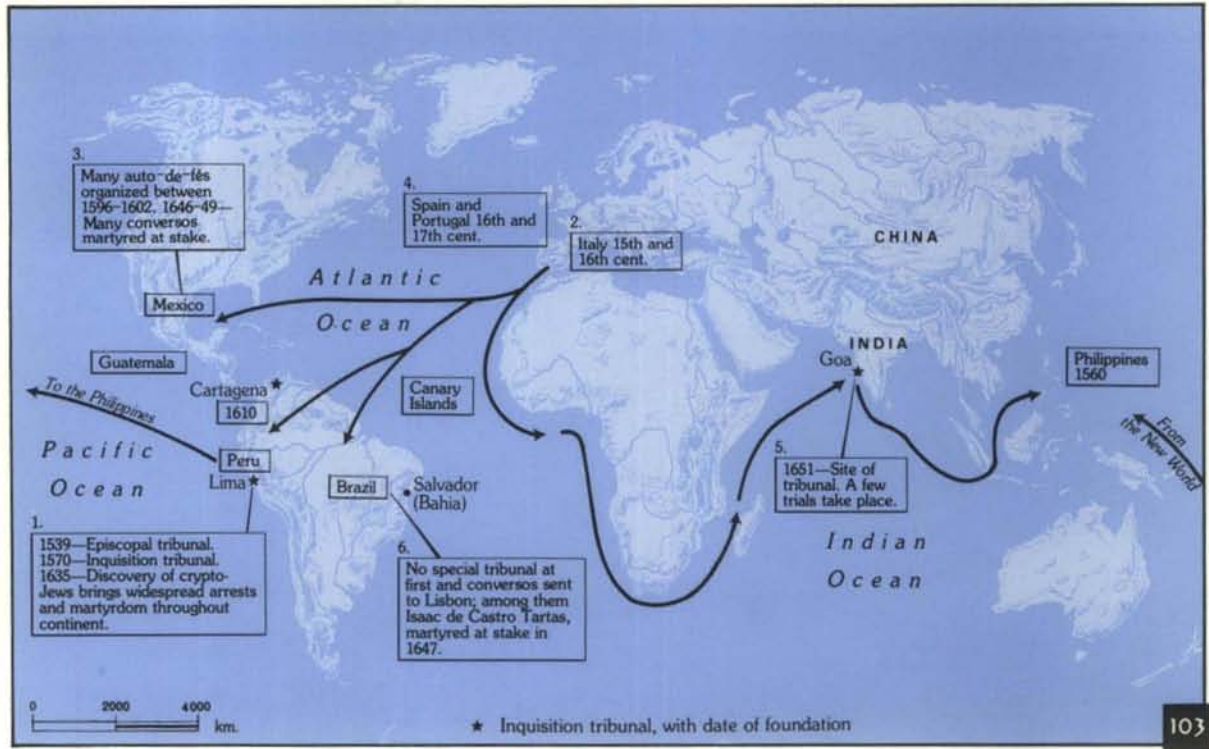 3.
Many auto-de-fès
organized between
1596-1602, 1646-49—
Many conversos
martyred at stake.
4.
Spain and
Portugal 16th and
17th cent.
2.
Italy 15th and
16th cent.
CHINA
Atlantic
Ocean
Mexico
Guatemala
To the Philippines
Cartagena
1610
Canary
Islands
INDIA
Goa
Philippines
1560
From
the New World
Pacific
Ocean
Peru
Lima
Brazil
Salvador
(Bahia)
5.
1651—Site of
tribunal. A few
trials take place.
Indian
Ocean
1.
1539—Episcopal tribunal.
1570—Inquisition tribunal.
1635—Discovery of crypto-
Jews brings widespread arrests
and martyrdom throughout
continent.
6.
No special tribunal at
first and conversos sent
to Lisbon; among them
Isaac de Castro Tartas,
martyred at stake in
1647.
0 2000 4000
km.
★ Inquisition tribunal, with date of foundation
103